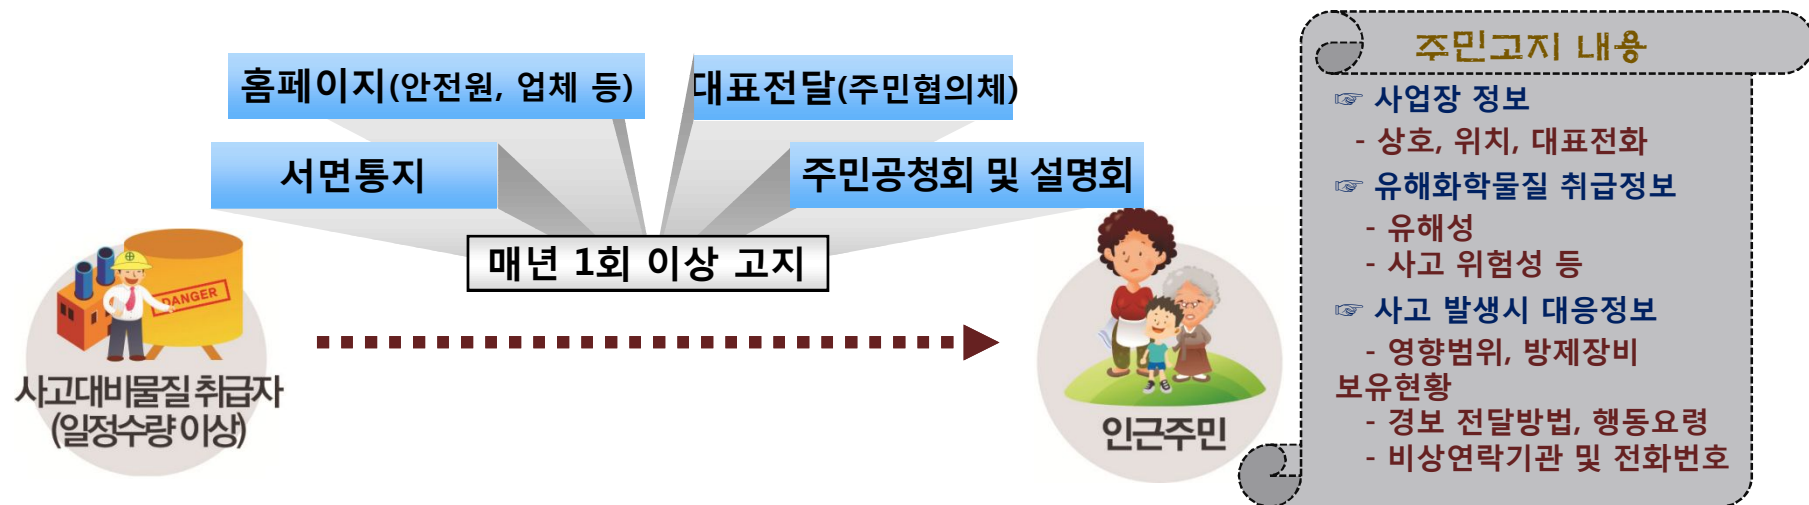 홈페이지(안전원, 업체 등)
대표전달(주민협의체)
서면통지
주민공청회 및 설명회
매년 1회 이상 고지
DANGER
사고대비물질 취급자
(일정수량 이상)
인근주민
주민고지 내용
☞ 사업장 정보
- 상호, 위치, 대표전화
☞ 유해화학물질 취급정보
- 유해성
- 사고 위험성 등
☞ 사고 발생시 대응정보
- 영향범위, 방제장비
보유현황
- 경보 전달방법, 행동요령
- 비상연락기관 및 전화번호